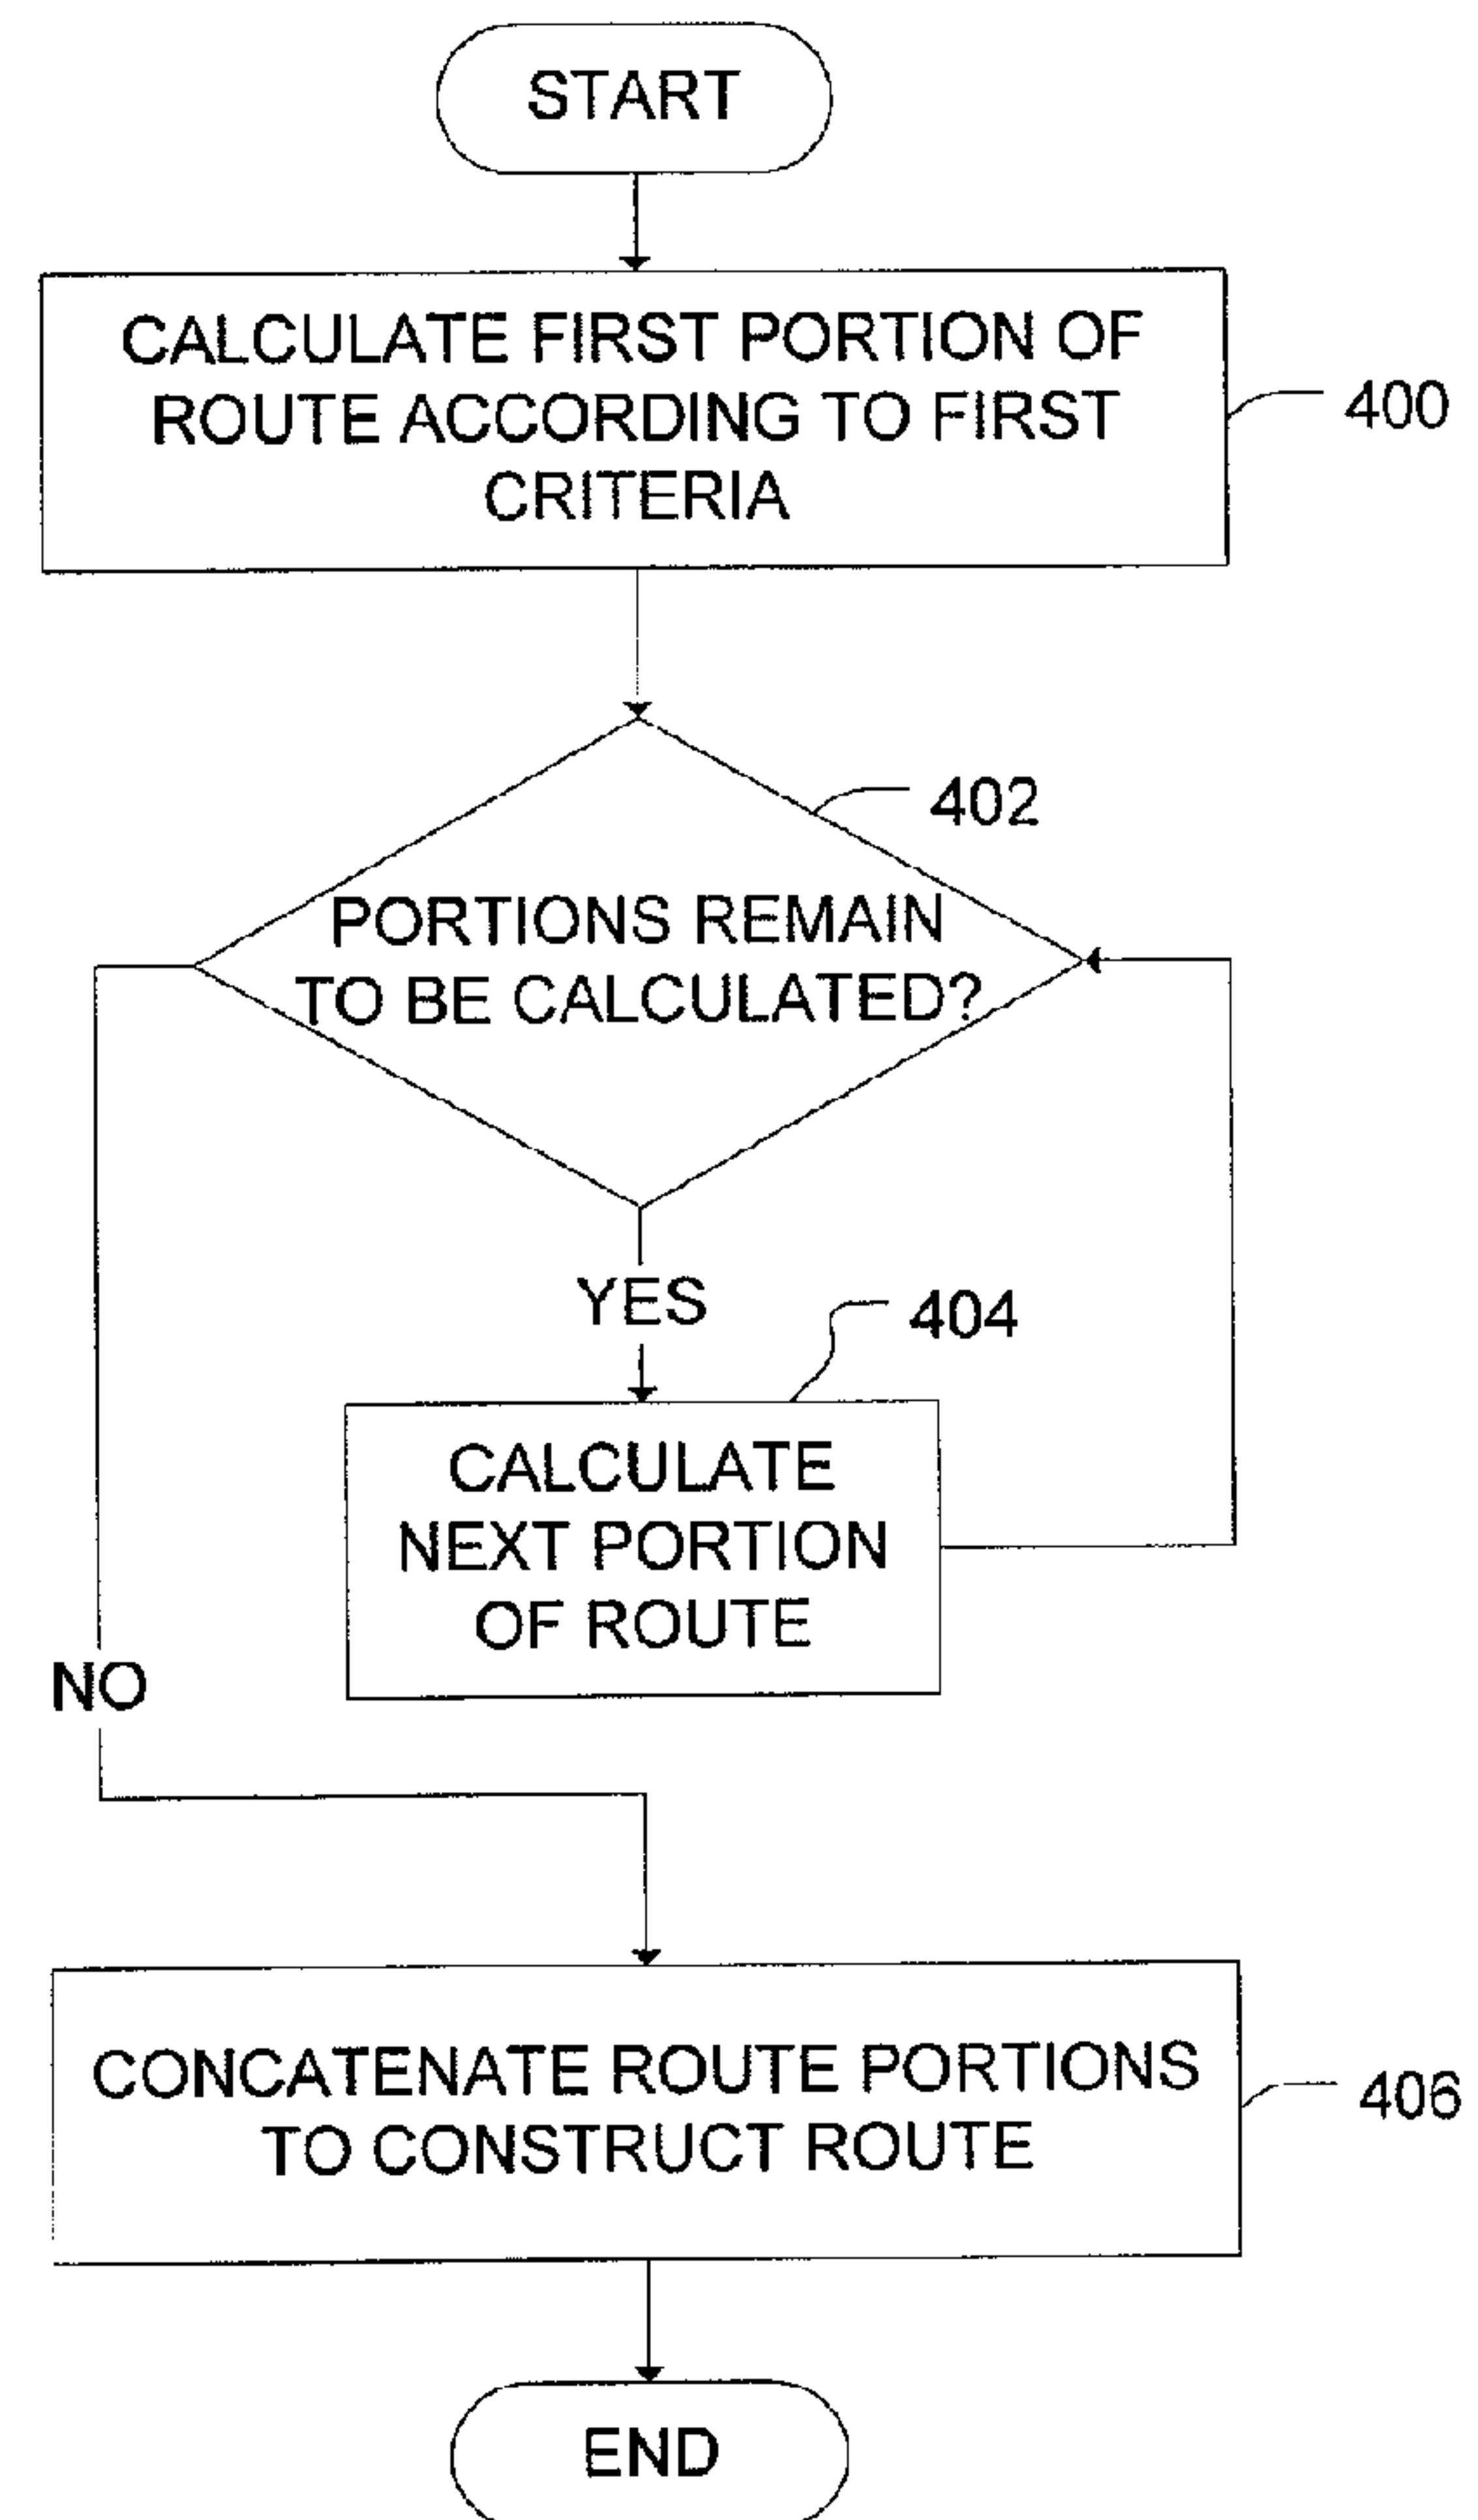 START
CALCULATE FIRST PORTION OF
ROUTE ACCORDING TO FIRST
CRITERIA
400
402
PORTIONS REMAIN
TO BE CALCULATED?
YES
404
CALCULATE
NEXT PORTION
OF ROUTE
NO
CONCATENATE ROUTE PORTIONS
TO CONSTRUCT ROUTE
406
END